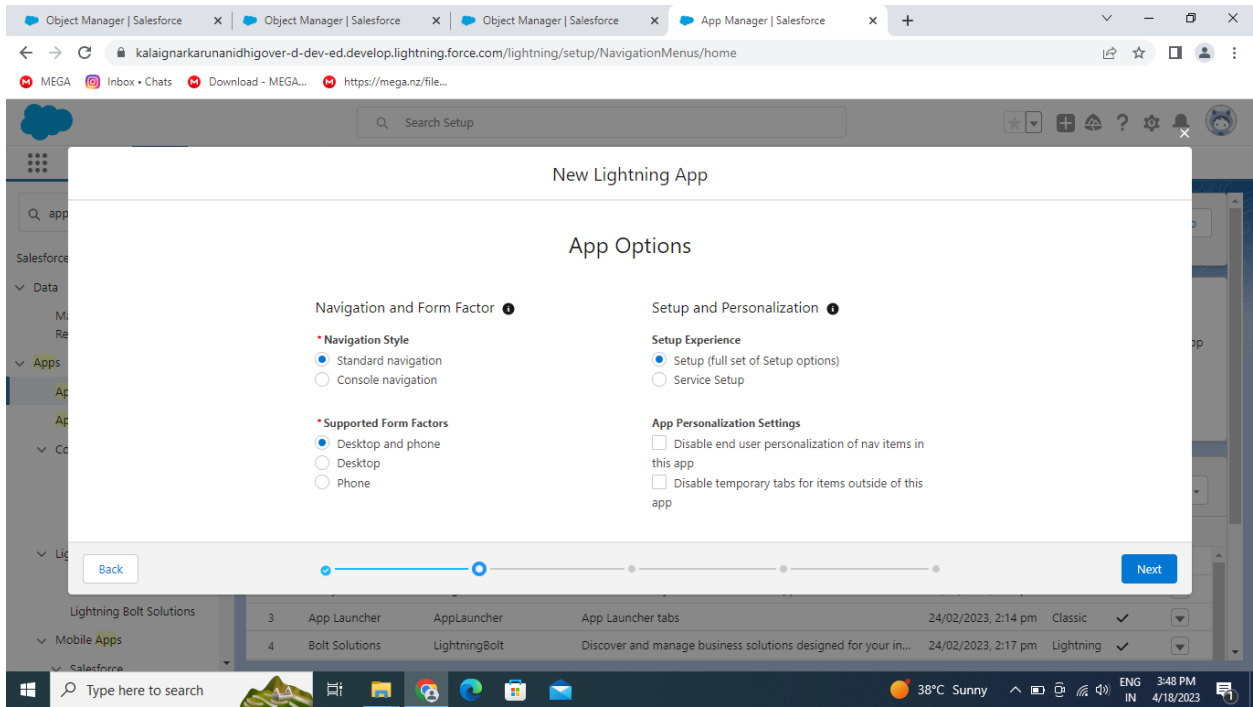 Object Manager | Salesforce
Object Manager | Salesforce
Object Manager | Salesforce
App Manager | Salesforce
kalaignarkarunanidhigover-d-dev-ed.develop.lightning.force.com/lightning/setup/NavigationMenus/home
MEGA
Inbox • Chats
Download - MEGA...
https://mega.nz/file...
Search Setup
New Lightning App
app
App Options
Salesforce
Data
Navigation and Form Factor
Setup and Personalization
*Navigation Style
Setup Experience
Standard navigation
Setup (full set of Setup options)
Apps
Console navigation
Service Setup
*Supported Form Factors
App Personalization Settings
Desktop and phone
Disable end user personalization of nav items in
this app
Desktop
Phone
Disable temporary tabs for items outside of this
app
Back
Next
Lightning Bolt Solutions
3 App Launcher AppLauncher App Launcher tabs 24/02/2023, 2:14 pm Classic
Mobile Apps
4 Bolt Solutions LightningBolt Discover and manage business solutions designed for your in... 24/02/2023, 2:17 pm Lightning
Salesforce
Type here to search
38°C Sunny
ENG
IN
3:48 PM
4/18/2023
1